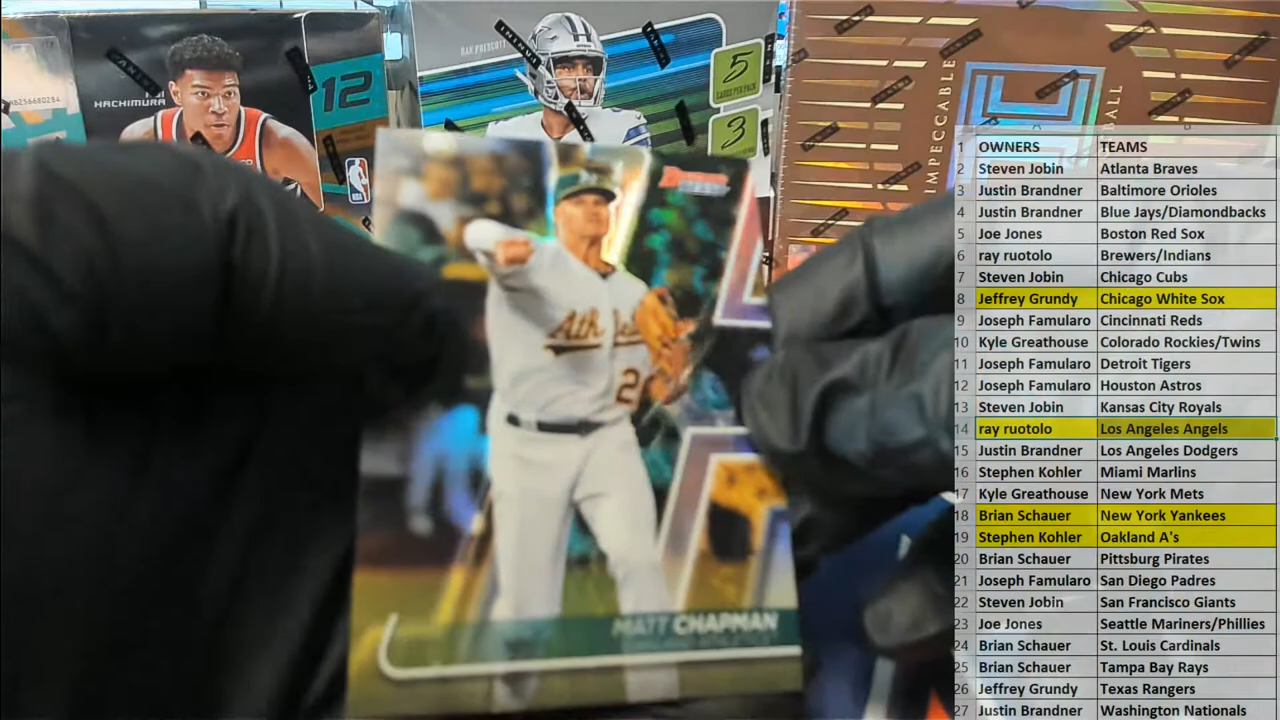 HACHIMURA
12
DAK PRESCOTT
5
CARDS PER PACK
3
IMPECCABLE
MATT CHAPMAN
1 OWNERS TEAMS
2 Steven Jobin Atlanta Braves
3 Justin Brandner Baltimore Orioles
4 Justin Brandner Blue Jays/Diamondbacks
5 Joe Jones Boston Red Sox
6 ray ruotolo Brewers/Indians
7 Steven Jobin Chicago Cubs
8 Jeffrey Grundy Chicago White Sox
9 Joseph Famularo Cincinnati Reds
10 Kyle Greathouse Colorado Rockies/Twins
11 Joseph Famularo Detroit Tigers
12 Joseph Famularo Houston Astros
13 Steven Jobin Kansas City Royals
14 ray ruotolo Los Angeles Angels
15 Justin Brandner Los Angeles Dodgers
16 Stephen Kohler Miami Marlins
17 Kyle Greathouse New York Mets
18 Brian Schauer New York Yankees
19 Stephen Kohler Oakland A's
20 Brian Schauer Pittsburg Pirates
21 Joseph Famularo San Diego Padres
22 Steven Jobin San Francisco Giants
23 Joe Jones Seattle Mariners/Phillies
24 Brian Schauer St. Louis Cardinals
25 Brian Schauer Tampa Bay Rays
26 Jeffrey Grundy Texas Rangers
27 Justin Brandner Washington Nationals